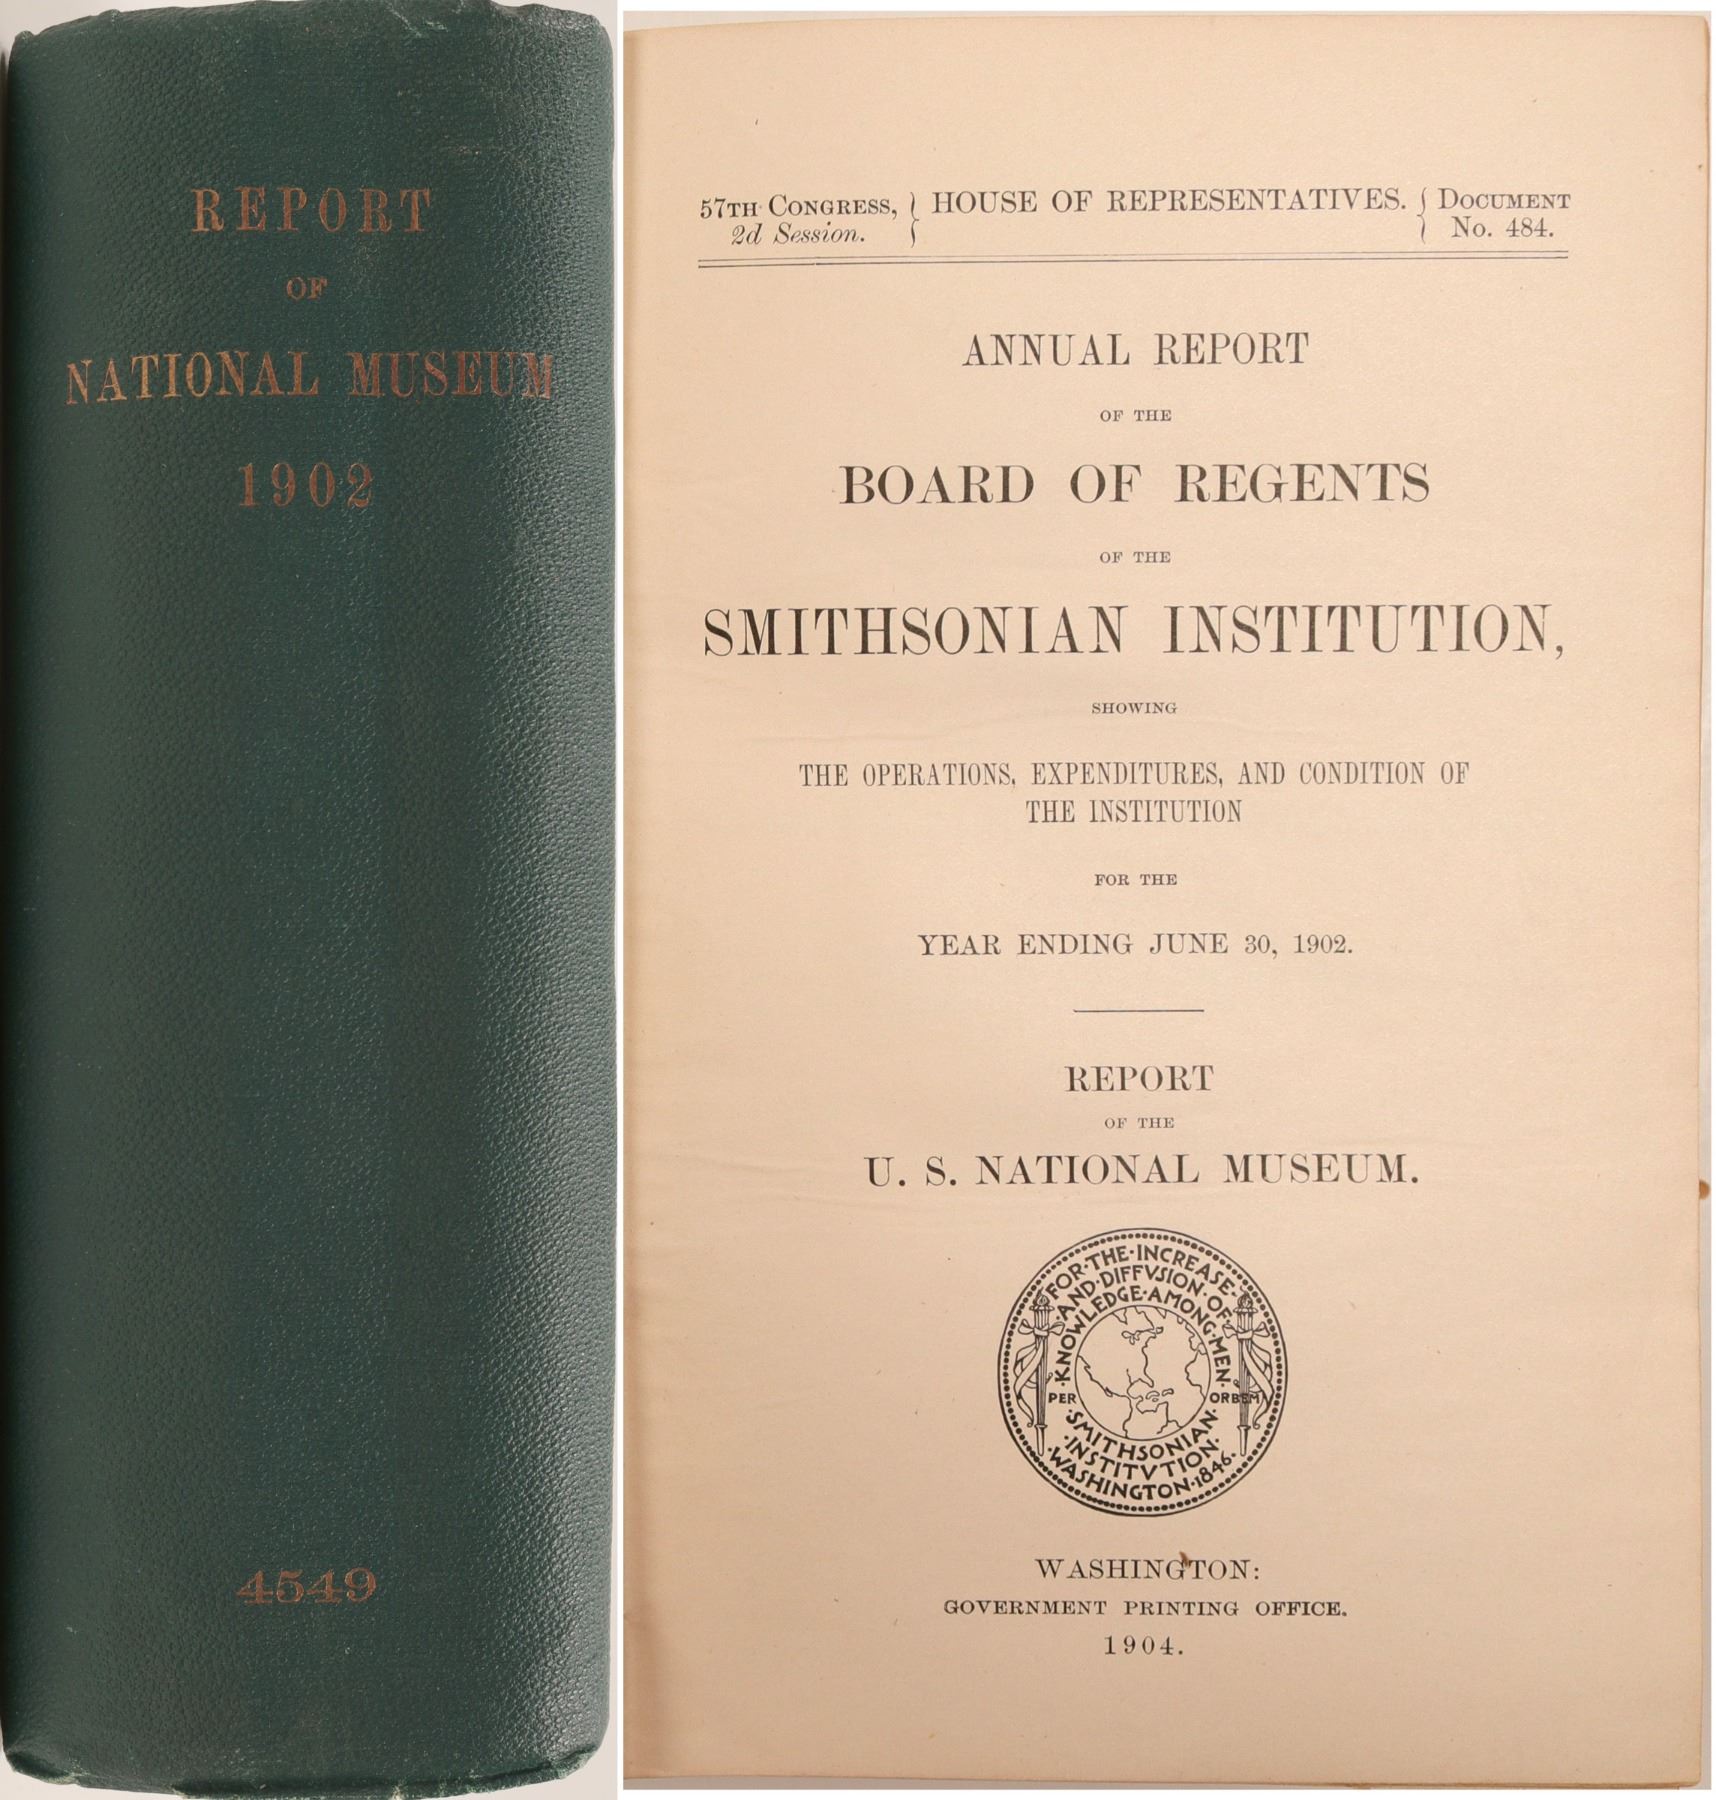 REPORT
OF
NATIONAL MUSEUM
1902
4549
57TH CONGRESS, } HOUSE OF REPRESENTATIVES. { DOCUMENT
2d Session. } { No. 484.
ANNUAL REPORT
OF THE
BOARD OF REGENTS
OF THE
SMITHSONIAN INSTITUTION,
SHOWING
THE OPERATIONS, EXPENDITURES, AND CONDITION OF
THE INSTITUTION
FOR THE
YEAR ENDING JUNE 30, 1902.
REPORT
OF THE
U. S. NATIONAL MUSEUM.
FOR·THE·INCREASE·
·AND·DIFFVSION·OF·
·KNOWLEDGE·AMONG·MEN·
PER ORBEM
·SMITHSONIAN·
·INSTITVTION·
·WASHINGTON·1846·
WASHINGTON:
GOVERNMENT PRINTING OFFICE.
1904.